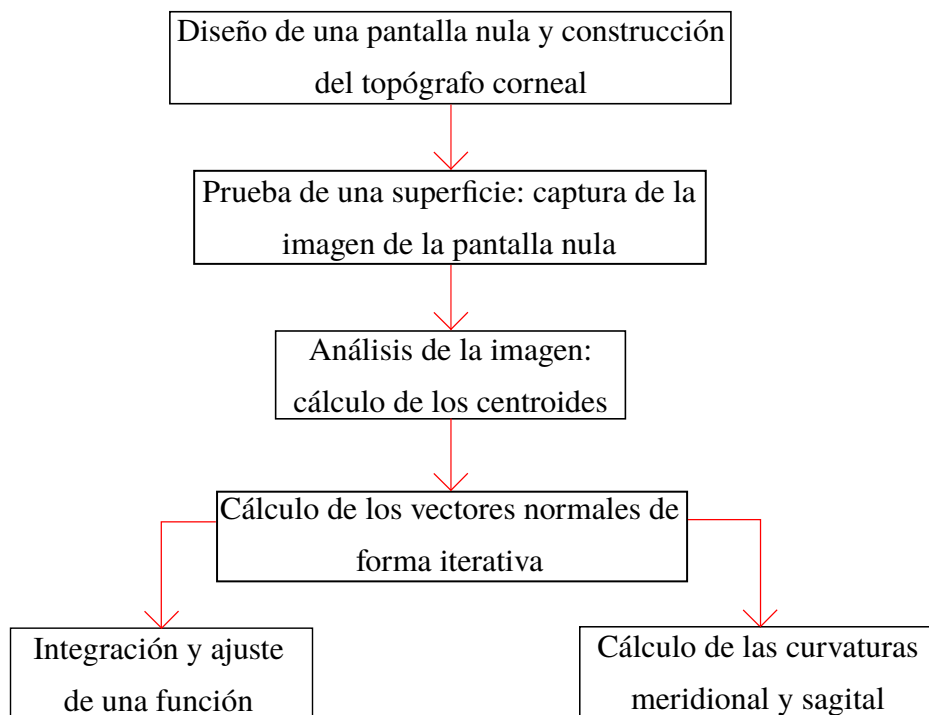 Diseño de una pantalla nula y construcción
del topógrafo corneal
Prueba de una superficie: captura de la
imagen de la pantalla nula
Análisis de la imagen:
cálculo de los centroides
Cálculo de los vectores normales de
forma iterativa
Integración y ajuste
de una función
Cálculo de las curvaturas
meridional y sagital